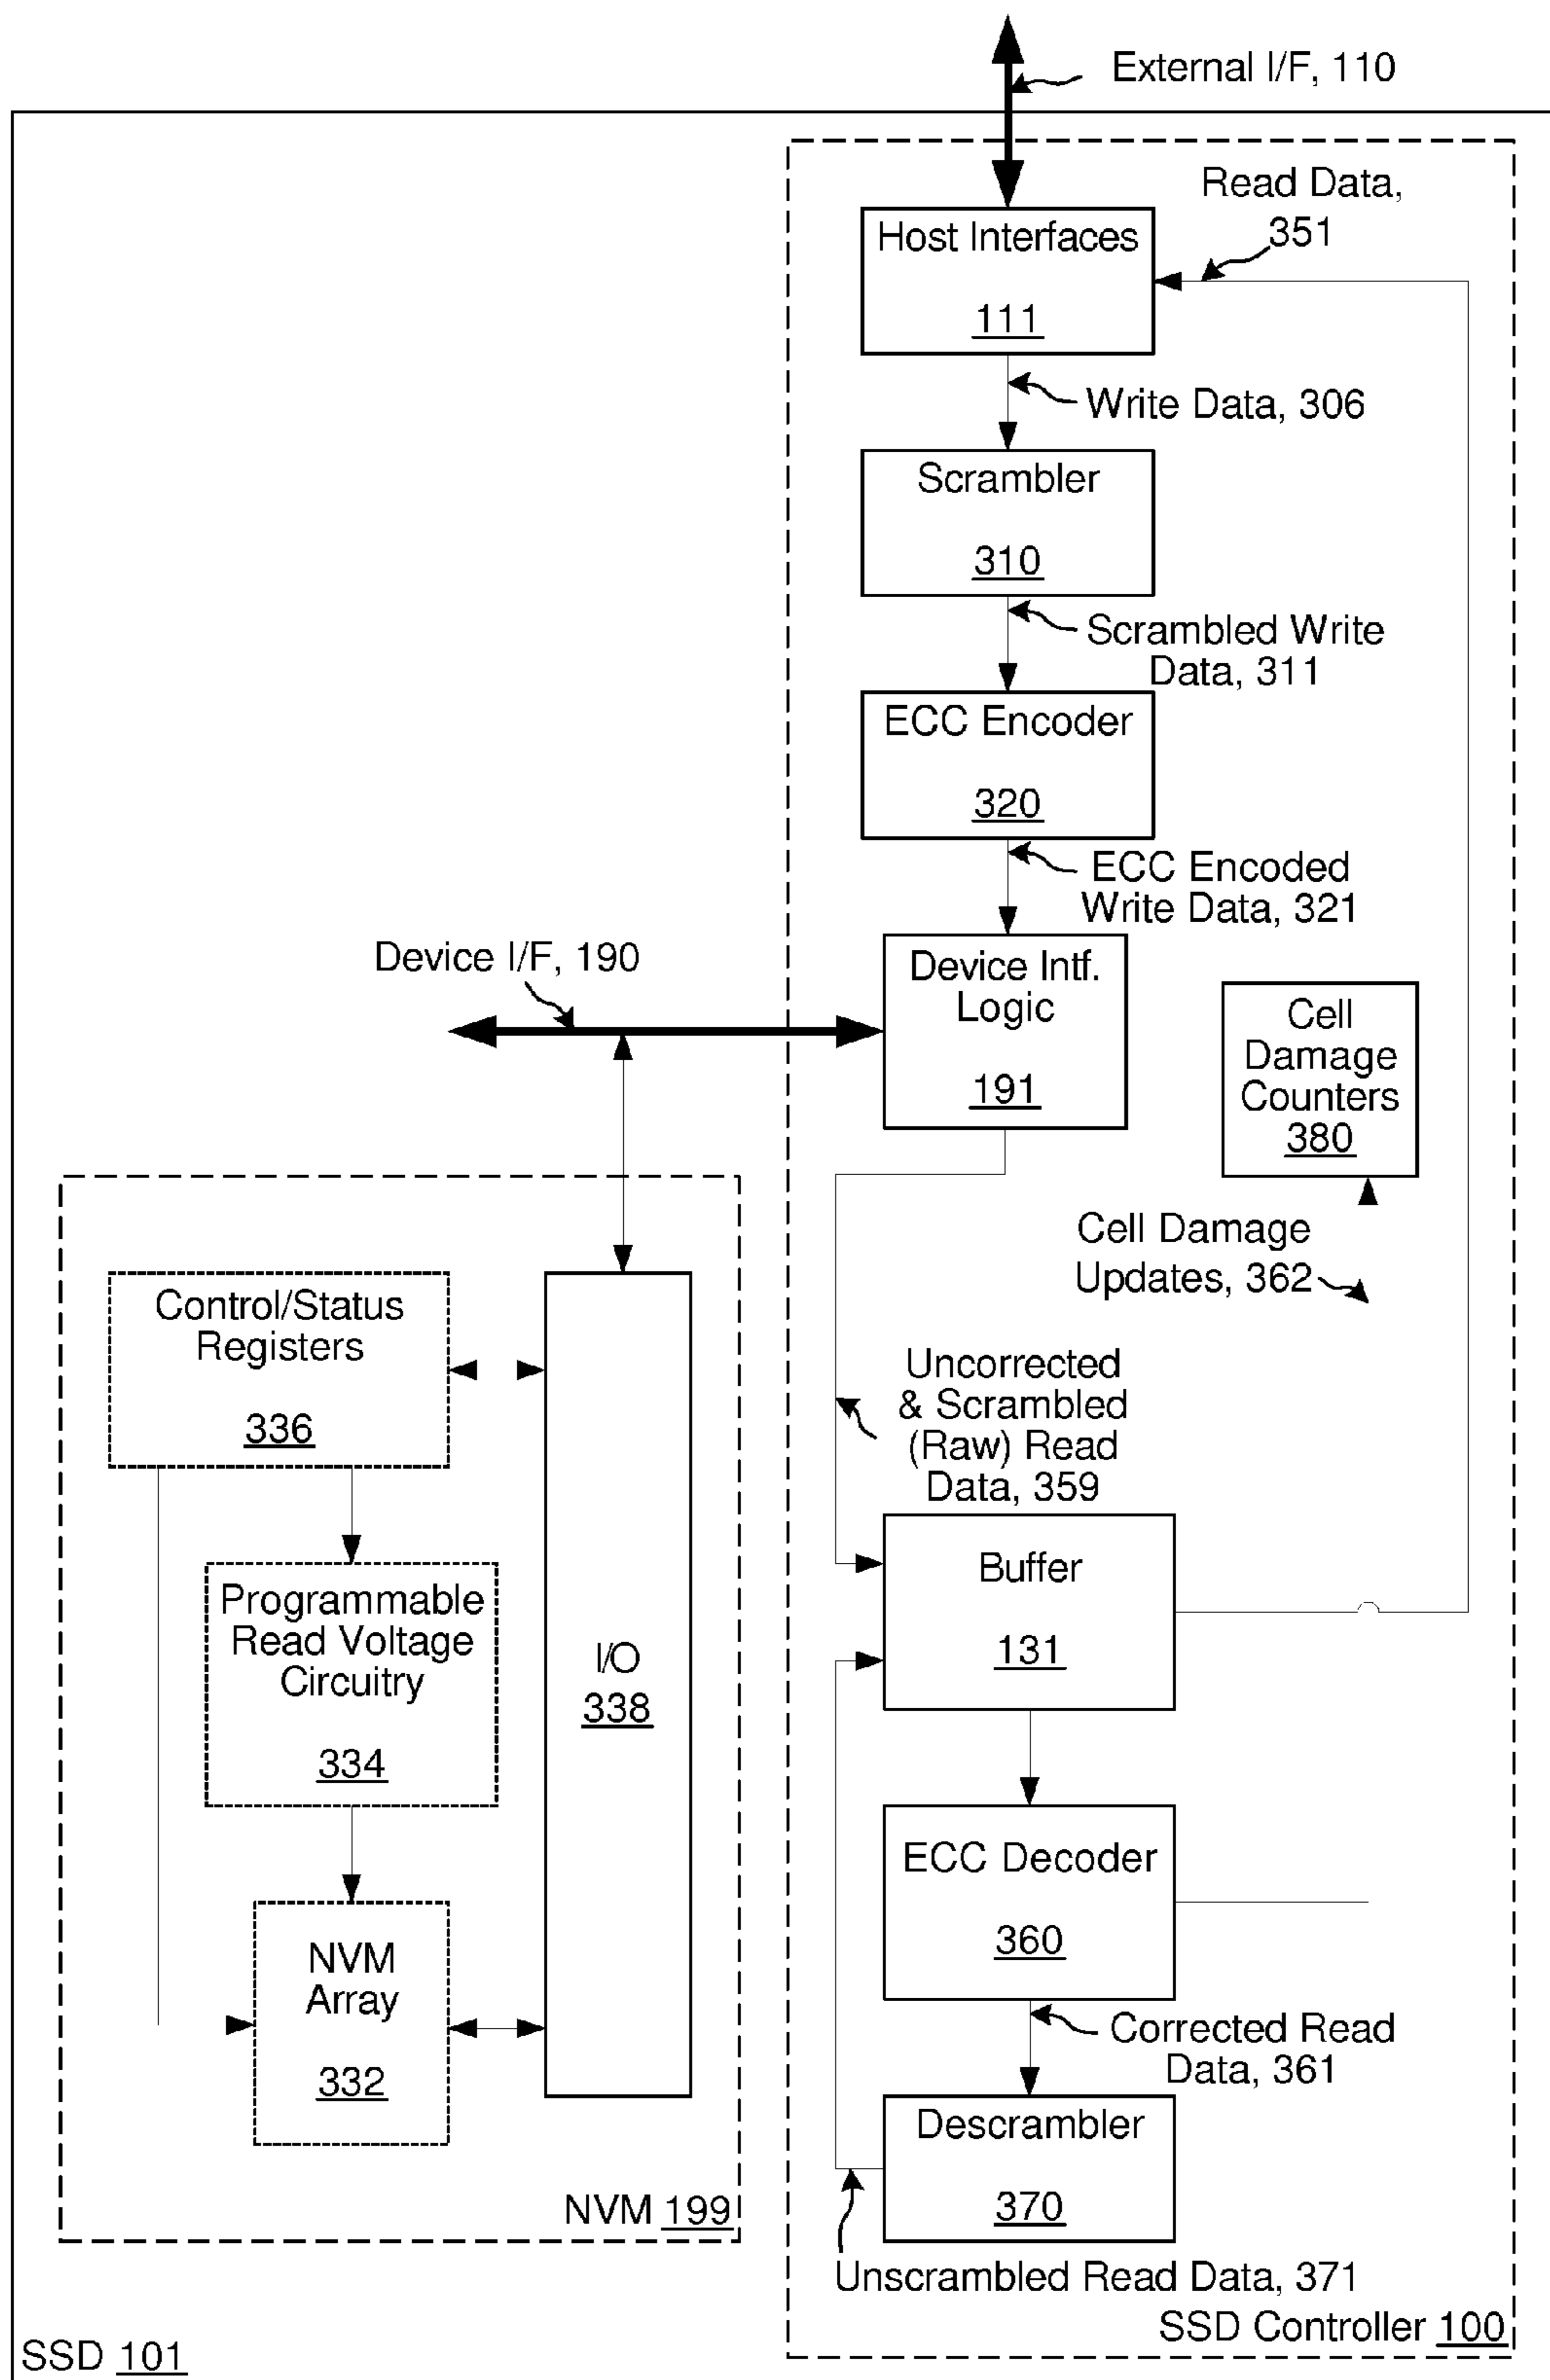 External I/F, 110
Read Data,
351
Host Interfaces
111
Write Data, 306
Scrambler
310
Scrambled Write
Data, 311
ECC Encoder
320
ECC Encoded
Write Data, 321
Device I/F, 190
Device Intf.
Logic
191
Cell
Damage
Counters
380
Cell Damage
Updates, 362
Control/Status
Registers
336
Uncorrected
& Scrambled
(Raw) Read
Data, 359
Programmable
Read Voltage
Circuitry
334
I/O
338
Buffer
131
ECC Decoder
360
NVM
Array
332
Corrected Read
Data, 361
Descrambler
370
NVM 199
Unscrambled Read Data, 371
SSD Controller 100
SSD 101